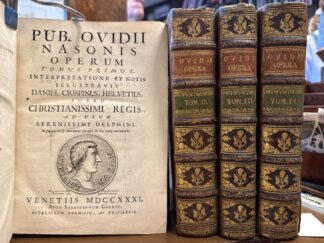 PUB. OVIDII
NASONIS
OPERUM
TOMUS PRIMUS.
INTERPRETATIONE ET NOTIS
ILLUSTRAVIT
DANIEL CRISPINUS, HELVETIUS,
JUSSU
CHRISTIANISSIMI REGIS,
AD USUM
SERENISSIMI DELPHINI.
VENETIIS MDCCXXXI.
OVIDII
OPERA
TOM. II.
OVIDII
OPERA
TOM. III.
OVIDII
OPERA